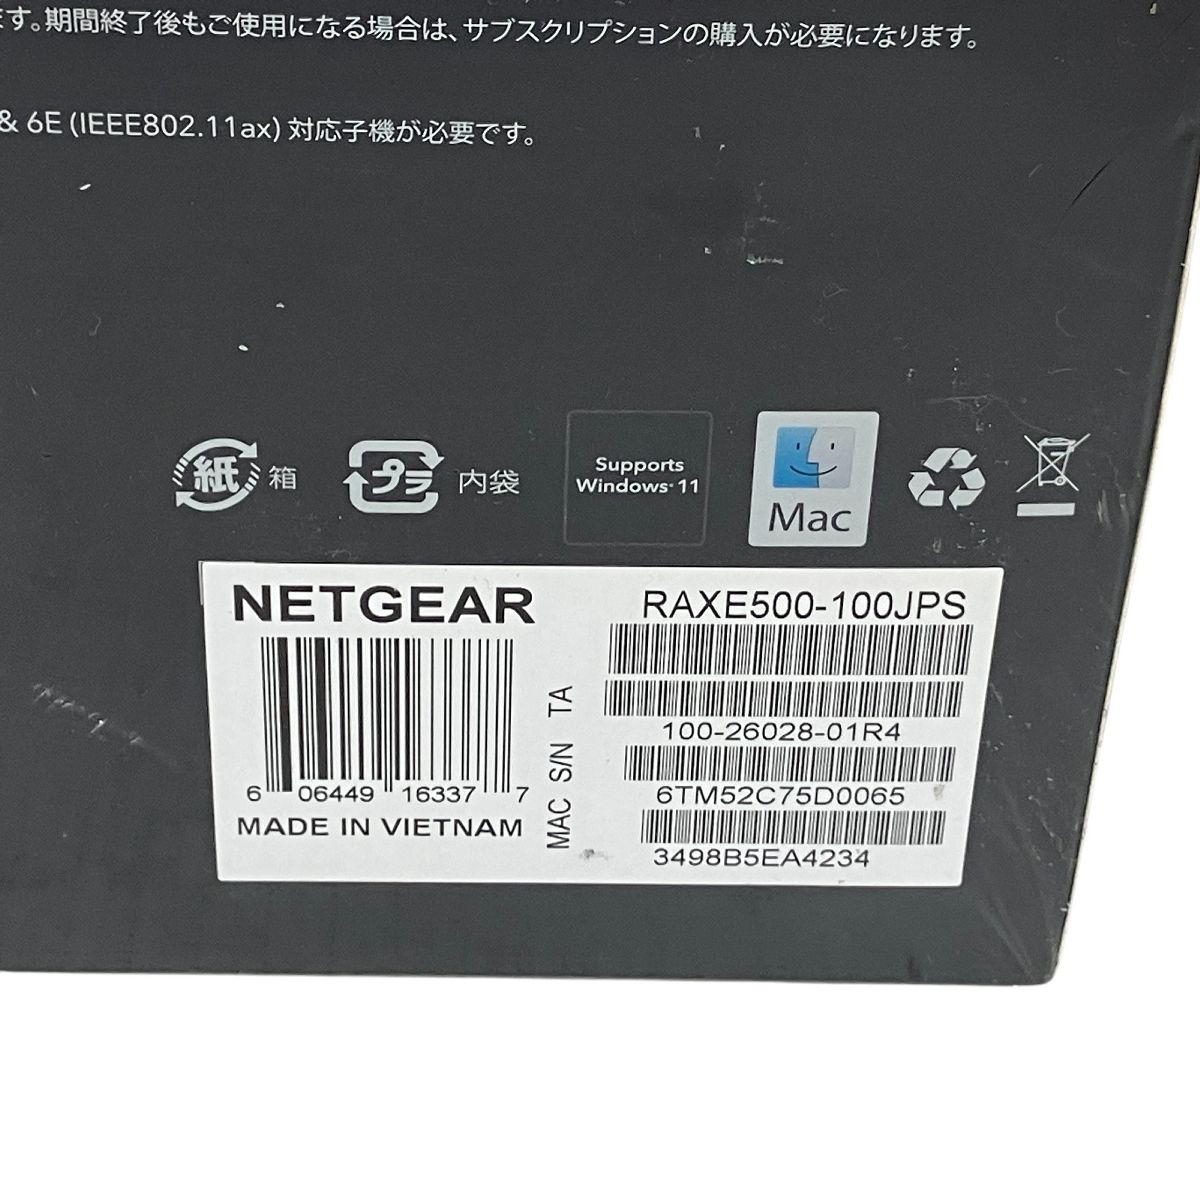 ます。期間終了後もご使用になる場合は、サブスクリプションの購入が必要になります。
& 6E (IEEE802.11ax) 対応子機が必要です。
紙 箱
プラ 内袋
Supports
Windows 11
Mac
NETGEAR
RAXE500-100JPS
100-26028-01R4
6TM52C75D0065
3498B5EA4234
MAC S/N TA
6 06449 16337 7
MADE IN VIETNAM